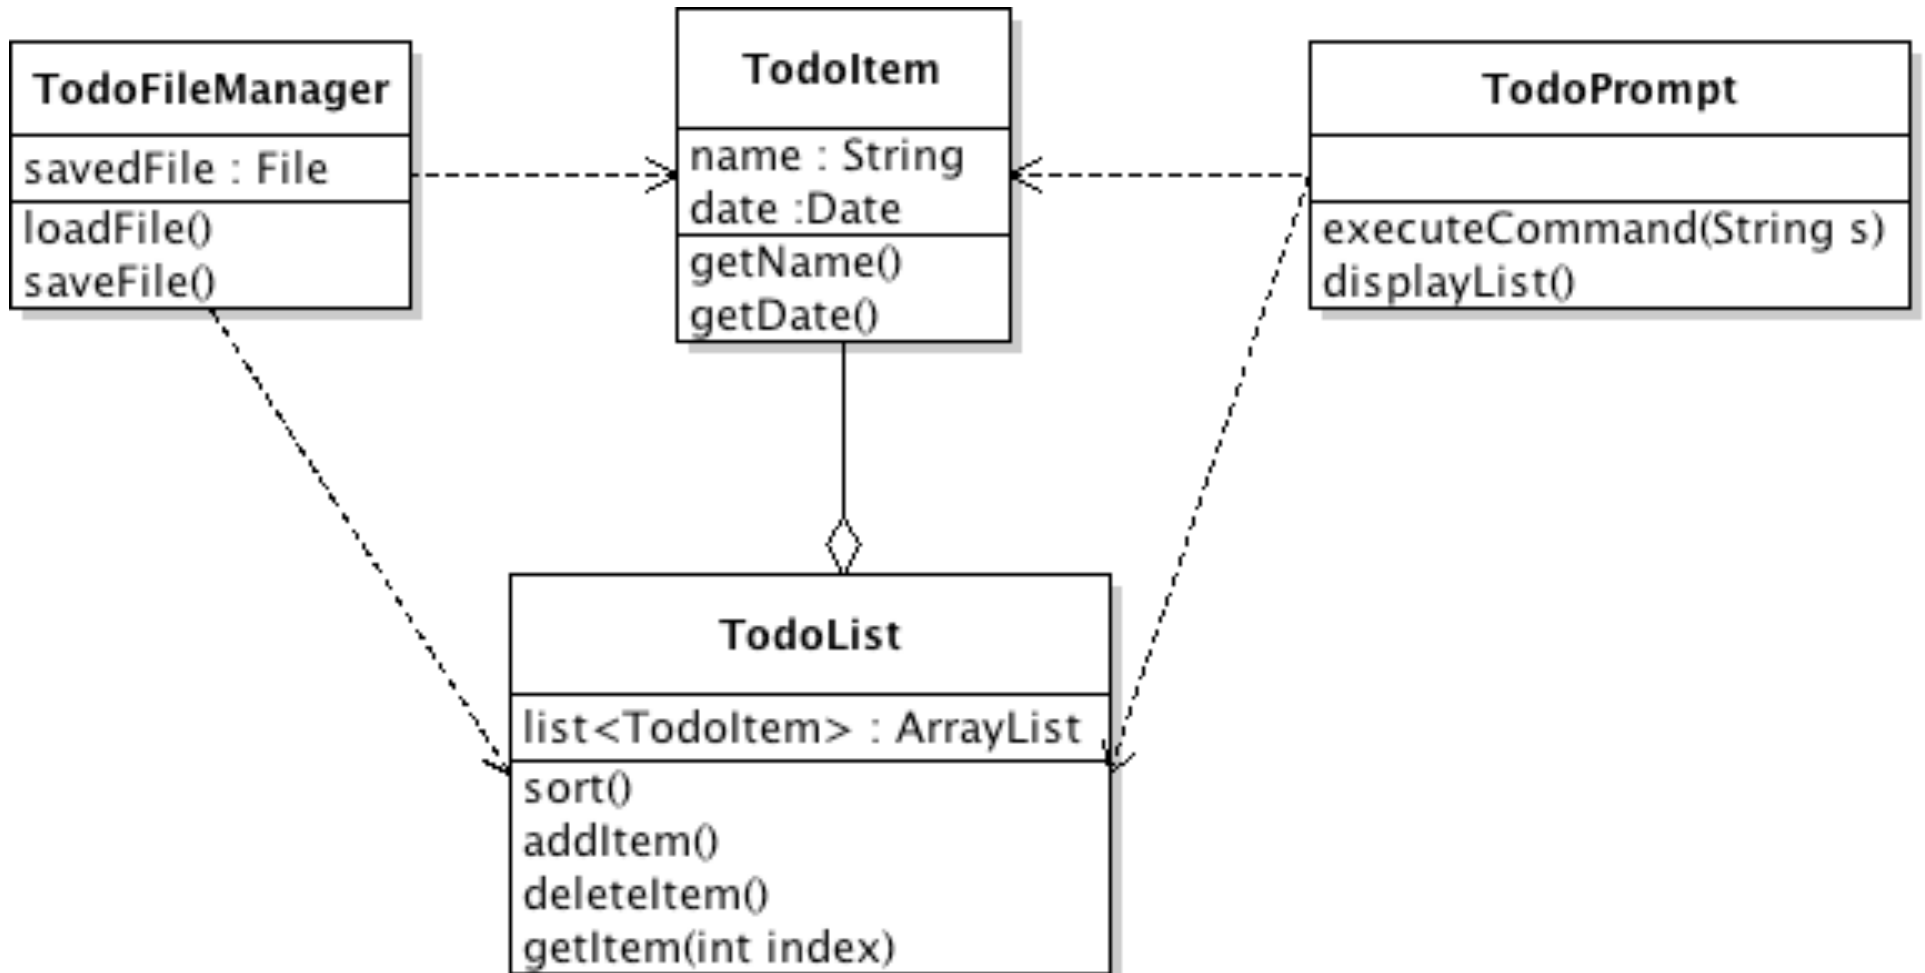 TodoFileManager
savedFile : File
loadFile()
saveFile()
TodoItem
name : String
date :Date
getName()
getDate()
TodoPrompt
executeCommand(String s)
displayList()
TodoList
list<TodoItem> : ArrayList
sort()
addItem()
deleteItem()
getItem(int index)